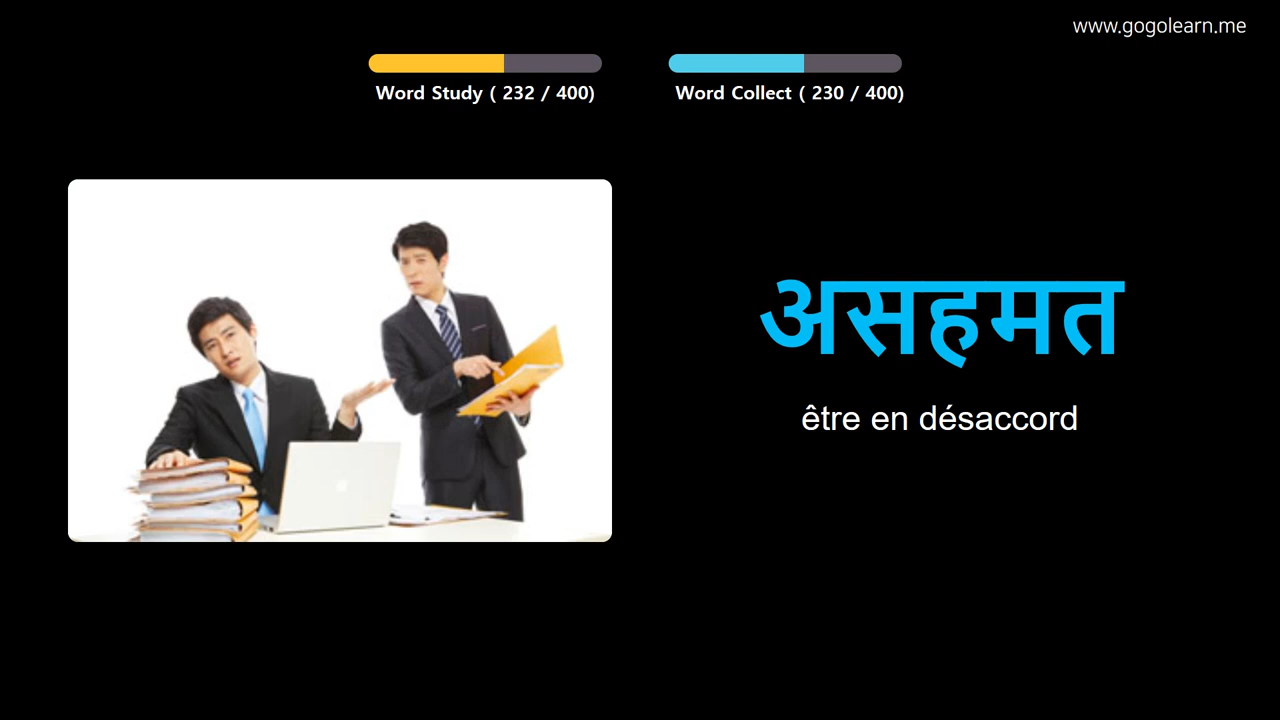 www.gogolearn.me
Word Study ( 232 / 400)
Word Collect ( 230 / 400)
असहमत
être en désaccord